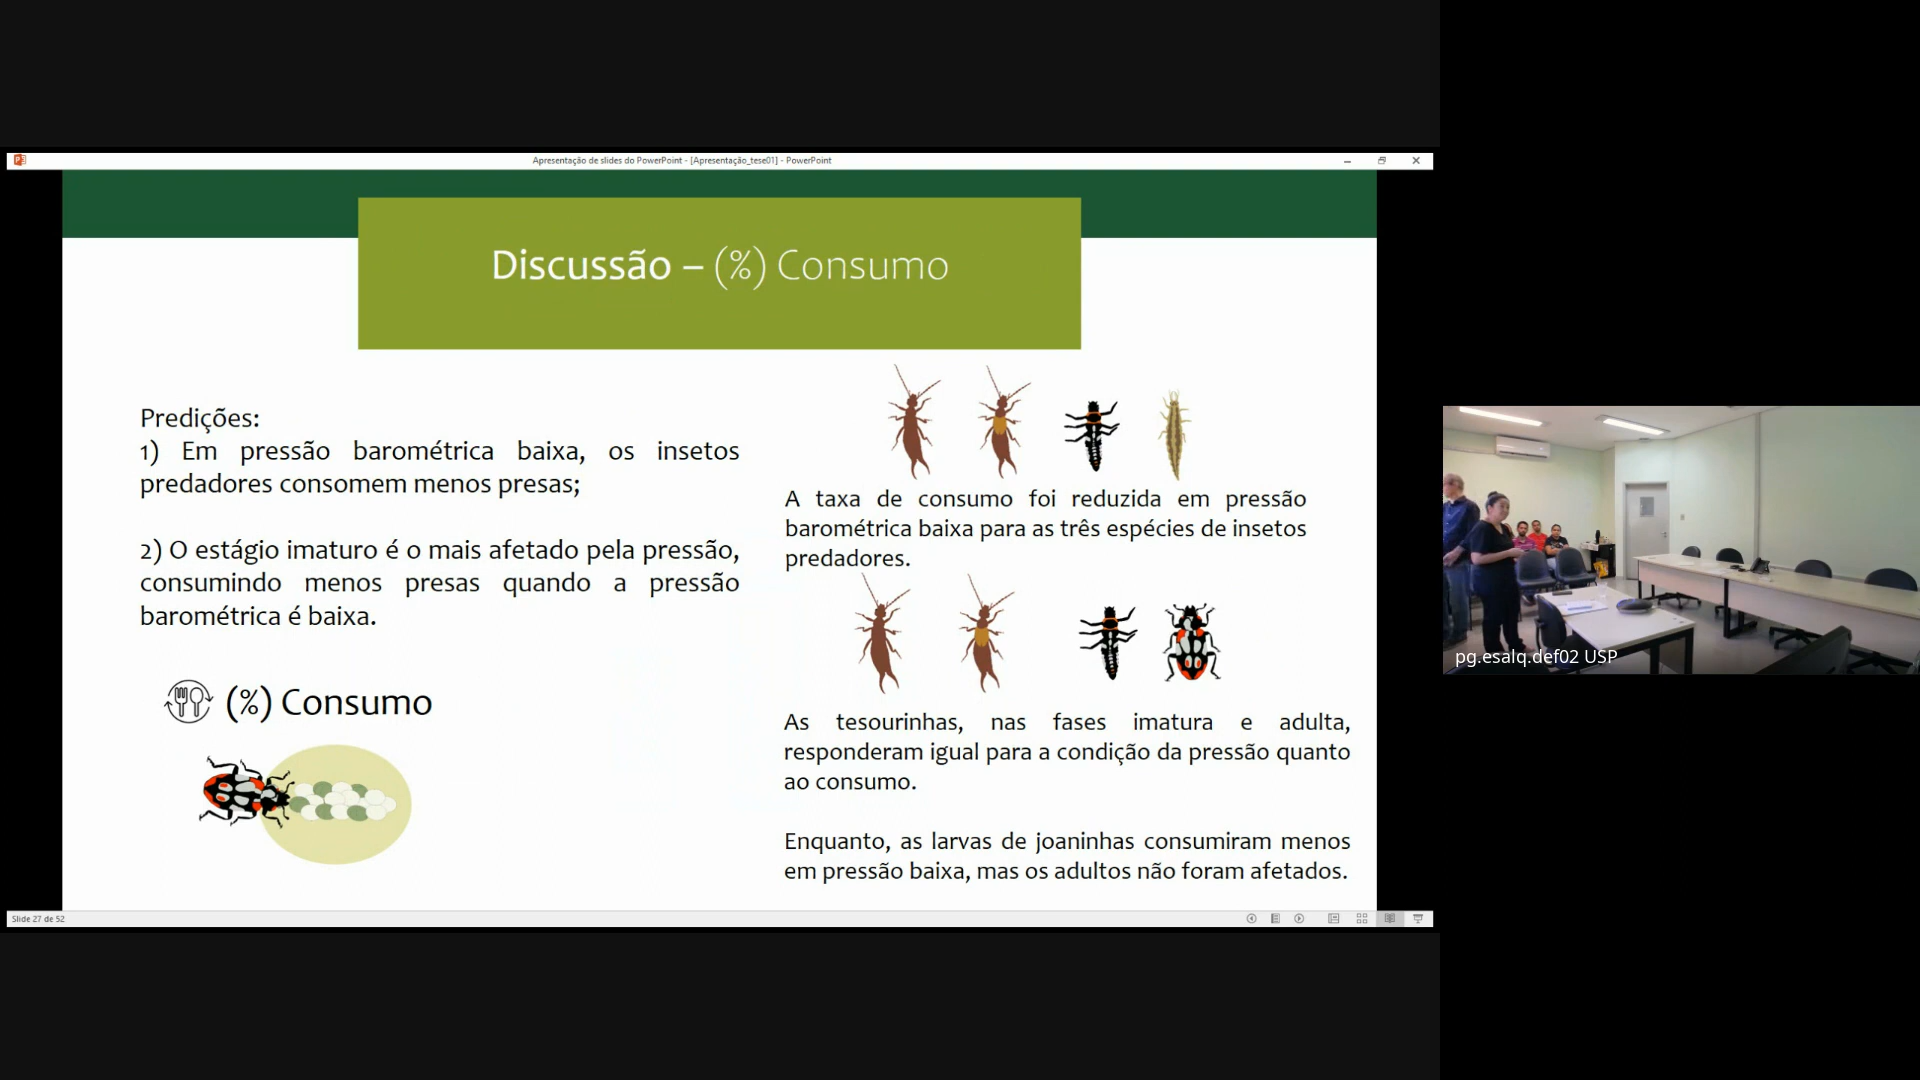 Apresentação de slides do PowerPoint - [Apresentação_tese01] - PowerPoint
Discussão – (%) Consumo
Predições:
1) Em pressão barométrica baixa, os insetos
predadores consomem menos presas;
2) O estágio imaturo é o mais afetado pela pressão,
consumindo menos presas quando a pressão
barométrica é baixa.
(%) Consumo
A taxa de consumo foi reduzida em pressão
barométrica baixa para as três espécies de insetos
predadores.
As tesourinhas, nas fases imatura e adulta,
responderam igual para a condição da pressão quanto
ao consumo.
Enquanto, as larvas de joaninhas consumiram menos
em pressão baixa, mas os adultos não foram afetados.
Slide 27 de 52
pg.esalq.def02 USP